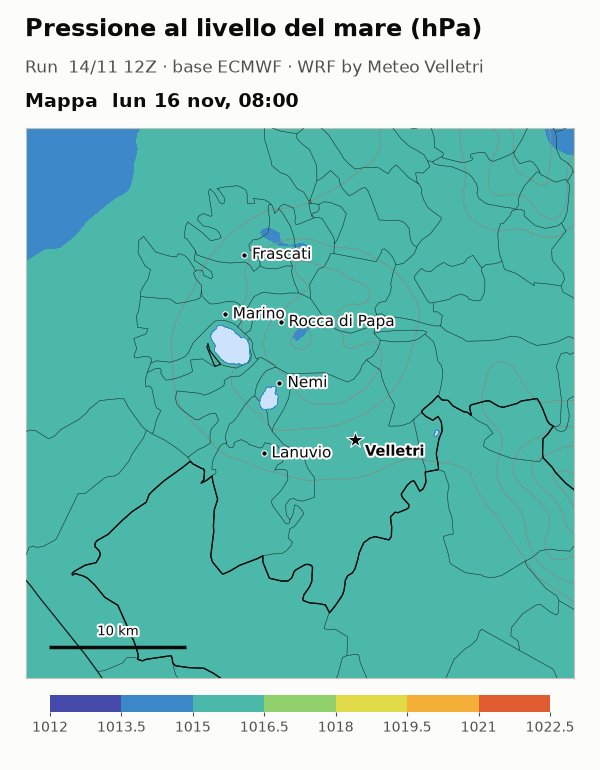 Pressione al livello del mare (hPa)
Run  14/11 12Z · base ECMWF · WRF by Meteo Velletri
Mappa  lun 16 nov, 08:00
Frascati
Marino
Rocca di Papa
Nemi
Velletri
Lanuvio
10 km
1012 1013.5 1015 1016.5 1018 1019.5 1021 1022.5